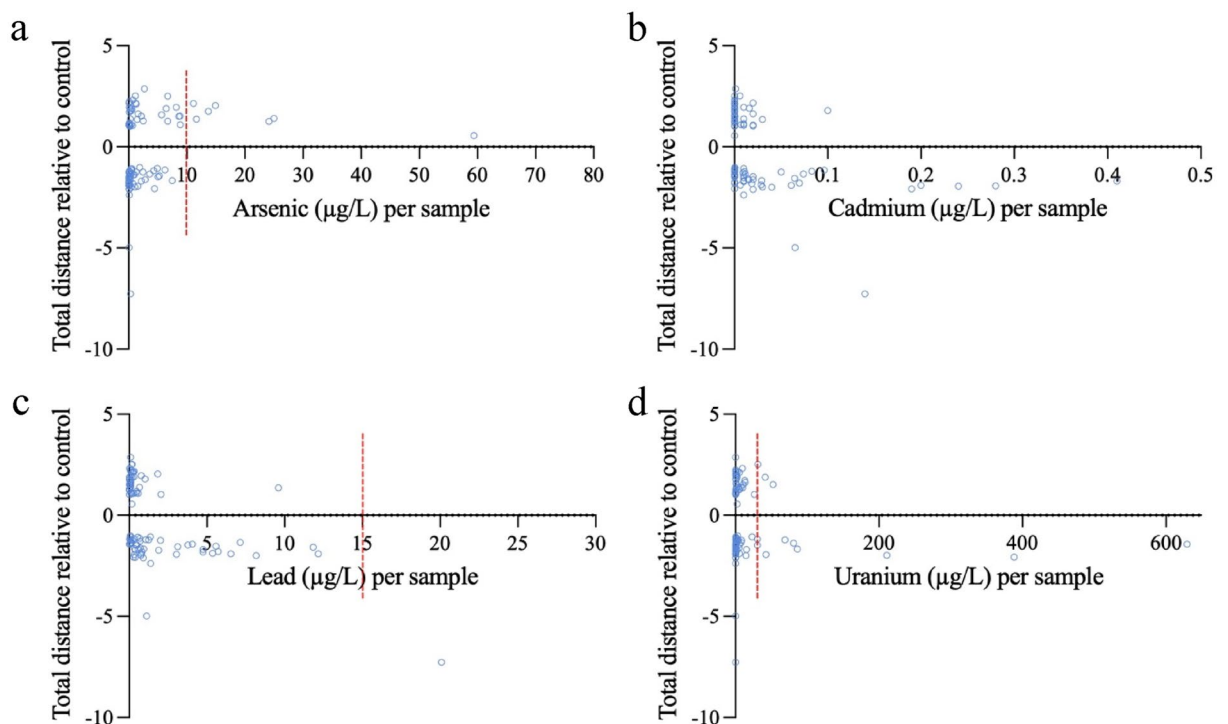 a
Total distance relative to control
5
0
-5
-10
10 20 30 40 50 60 70 80
Arsenic (μg/L) per sample
b
Total distance relative to control
5
0
-5
-10
0.1 0.2 0.3 0.4 0.5
Cadmium (μg/L) per sample
c
Total distance relative to control
5
0
-5
-10
5 10 15 20 25 30
Lead (μg/L) per sample
d
Total distance relative to control
5
0
-5
-10
200 400 600
Uranium (μg/L) per sample